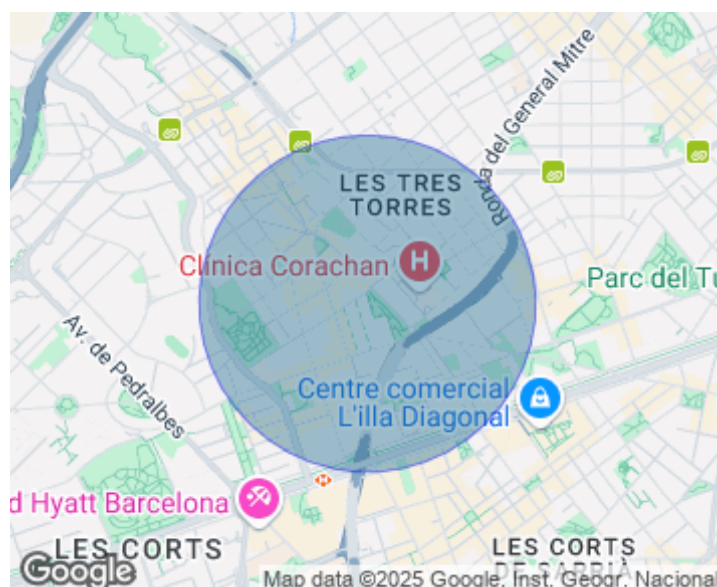 LES TRES
TORRES
Ronda del General Mitre
Clínica Corachan
H
Parc del Tu
Av. de Pedralbes
Centre comercial
L'illa Diagonal
d Hyatt Barcelona
LES CORTS
LES CORTS
DE SARRIÀ
Google
Map data ©2025 Google, Inst. Geogr. Nacional